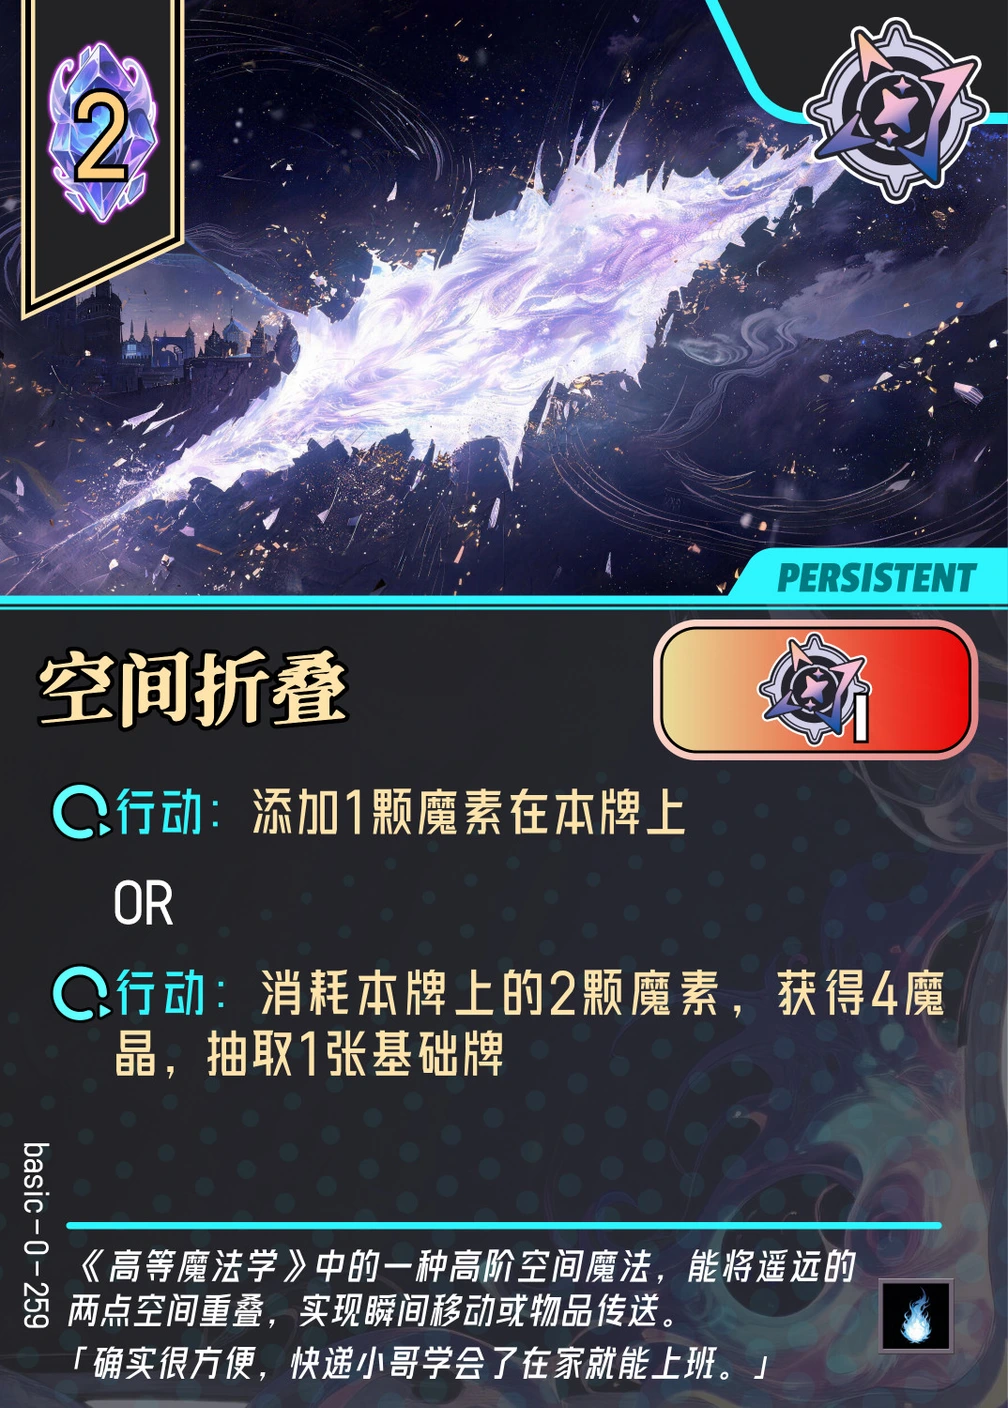 2
PERSISTENT
空间折叠
I
行动：添加1颗魔素在本牌上
OR
行动：消耗本牌上的2颗魔素，获得4魔
晶，抽取1张基础牌
basic-0-259
《高等魔法学》中的一种高阶空间魔法，能将遥远的
两点空间重叠，实现瞬间移动或物品传送。
「确实很方便，快递小哥学会了在家就能上班。」